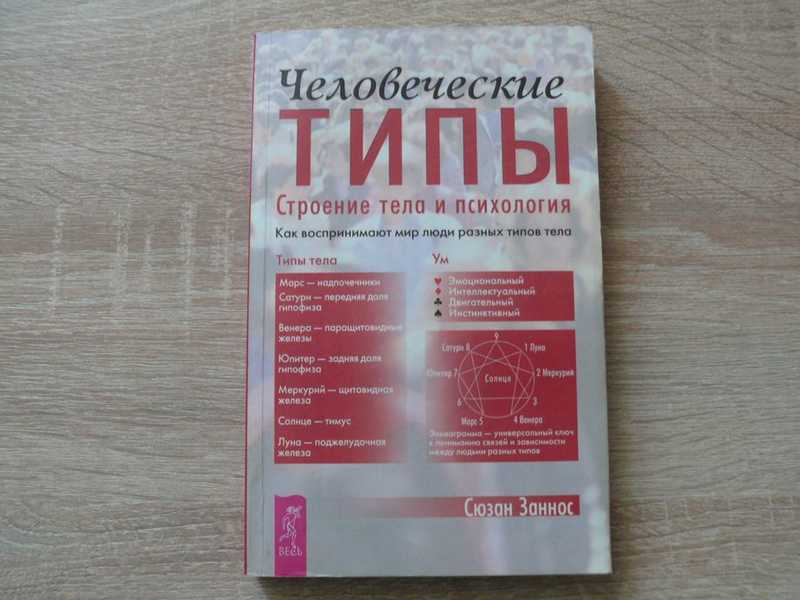 Человеческие
ТИПЫ
Строение тела и психология
Как воспринимают мир люди разных типов тела
Типы тела
Марс — надпочечники
Сатурн — передняя доля
гипофиза
Венера — паращитовидные
железы
Юпитер — задняя доля
гипофиза
Меркурий — щитовидная
железа
Солнце — тимус
Луна — поджелудочная
железа
Ум
♥ Эмоциональный
♦ Интеллектуальный
♣ Двигательный
♠ Инстинктивный
9
Сатурн 8
1 Луна
Юпитер 7
Солнце
2 Меркурий
6
3
Марс 5
4 Венера
Эннеаграмма — универсальный ключ
к пониманию связей и зависимости
между людьми разных типов
Сюзан Заннос
ВЕСЬ